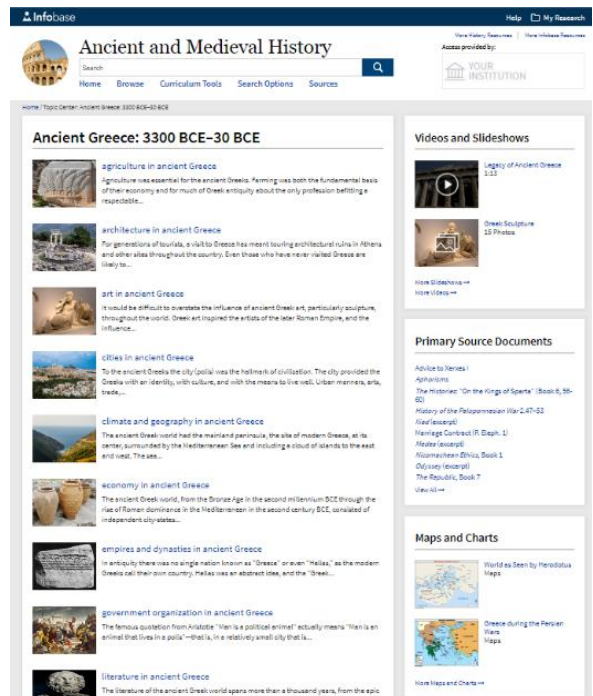 Infobase
Help My Research
Ancient and Medieval History
More History Resources More Infobase Resources
Access provided by:
Search
YOUR
INSTITUTION
Home Browse Curriculum Tools Search Options Sources
Home / Topic Center: Ancient Greece: 3300 BCE–30 BCE
Ancient Greece: 3300 BCE–30 BCE
agriculture in ancient Greece
Agriculture was essential for the ancient Greeks. Farming was both the fundamental basis
of their economy and for much of Greek antiquity about the only profession befitting a
respectable...
architecture in ancient Greece
For generations of tourists, a visit to Greece has meant touring architectural ruins in Athens
and other sites throughout the country. Even those who have never visited Greece are
likely to...
art in ancient Greece
It would be difficult to overstate the influence of ancient Greek art, particularly sculpture,
throughout the world. Greek art inspired the artists of the later Roman Empire, and the
influence...
cities in ancient Greece
To the ancient Greeks the city (polis) was the hallmark of civilization. The city provided the
Greeks with an identity, with culture, and with the means to live well. Urban manners, arts,
trade,...
climate and geography in ancient Greece
The ancient Greek world had the mainland peninsula, the site of modern Greece, at its
center, surrounded by the Mediterranean Sea and including a cloud of islands to the east
and west. The sea...
economy in ancient Greece
The ancient Greek world, from the Bronze Age in the second millennium BCE through the
rise of Roman dominance in the Mediterranean in the second century BCE, consisted of
independent city-states...
empires and dynasties in ancient Greece
In antiquity there was no single nation known as "Greece" or even "Hellas," as the modern
Greeks call their own country. Hellas was an abstract idea, and the "Greek...
government organization in ancient Greece
The famous quotation from Aristotle "Man is a political animal" actually means "Man is an
animal that lives in a polis"—that is, in a relatively small city that is...
literature in ancient Greece
The literature of the ancient Greek world spans more than a thousand years, from the epic
Videos and Slideshows
Legacy of Ancient Greece
1:13
Greek Sculpture
15 Photos
More Slideshows
More Videos
Primary Source Documents
Advice to Xerxes I
Aphorisms
The Histories: "On the Kings of Sparta" (Book 6, 56-
60)
History of the Peloponnesian War 2.47–53
Iliad (excerpt)
Marriage Contract (P. Eleph. 1)
Medea (excerpt)
Nicomachean Ethics, Book 1
Odyssey (excerpt)
The Republic, Book 7
View All
Maps and Charts
World as Seen by Herodotus
Maps
Greece during the Persian
Wars
Maps
More Maps and Charts